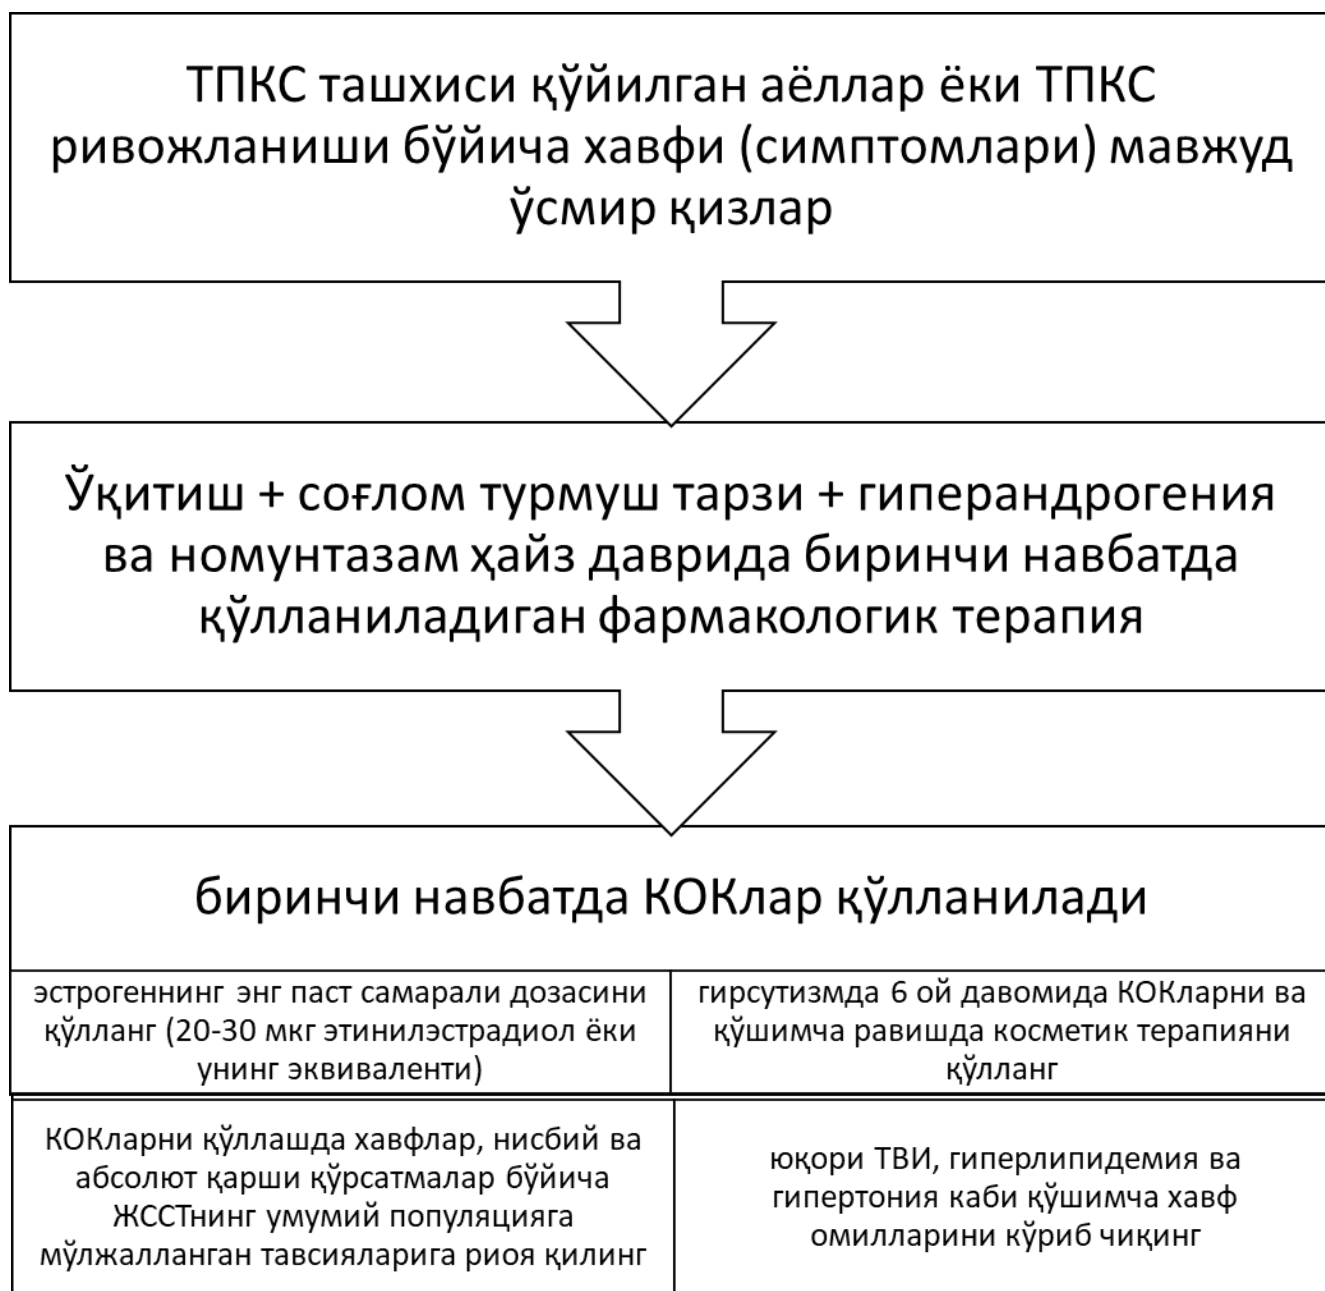 ТПКС ташхиси қўйилган аёллар ёки ТПКС
ривожланиши бўйича хавфи (симптомлари) мавжуд
ўсмир қизлар
Ўқитиш + соғлом турмуш тарзи + гиперандрогения
ва номунтазам ҳайз даврида биринчи навбатда
қўлланиладиган фармакологик терапия
биринчи навбатда КОКлар қўлланилади
эстрогеннинг энг паст самарали дозасини
қўлланг (20-30 мкг этинилэстрадиол ёки
унинг эквиваленти)
гирсутизмда 6 ой давомида КОКларни ва
қўшимча равишда косметик терапияни
қўлланг
КОКларни қўллашда хавфлар, нисбий ва
абсолют қарши кўрсатмалар бўйича
ЖССТнинг умумий популяцияга
мўлжалланган тавсияларига риоя қилинг
юқори ТВИ, гиперлипидемия ва
гипертония каби қўшимча хавф
омилларини кўриб чиқинг